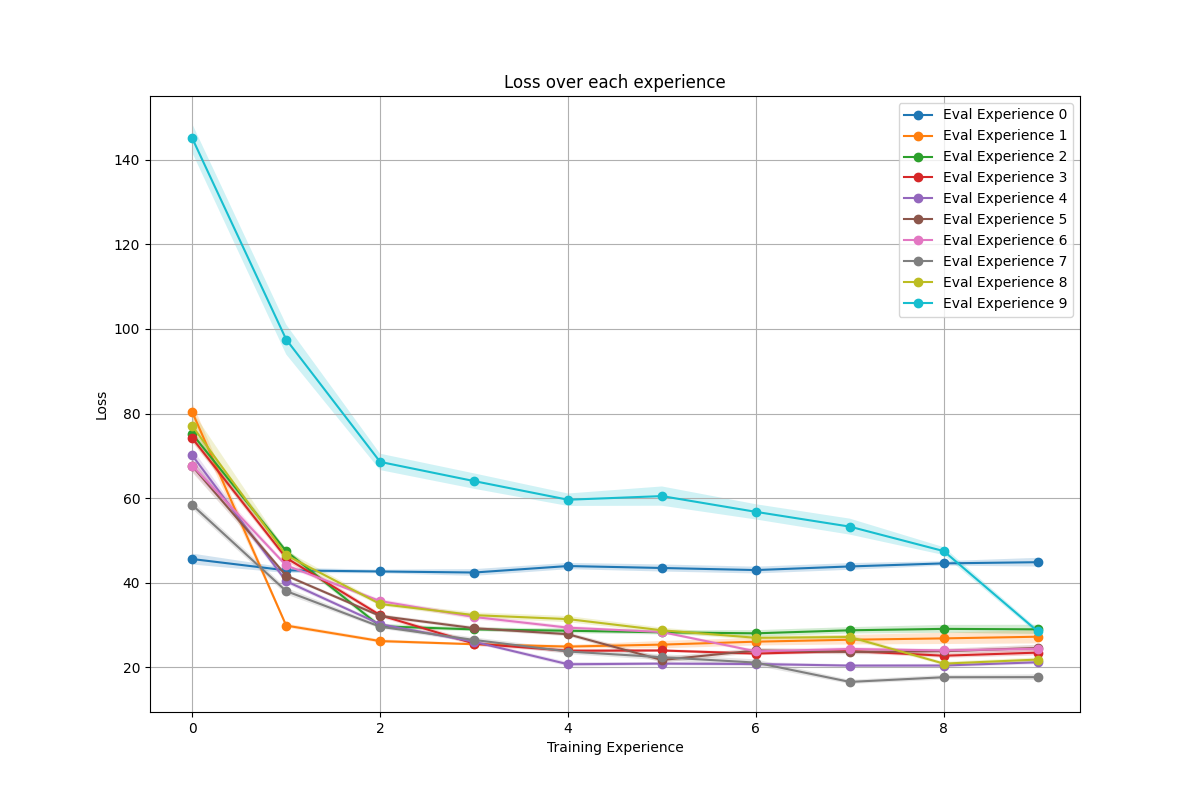 Loss over each experience
Eval Experience 0
Eval Experience 1
Eval Experience 2
Eval Experience 3
Eval Experience 4
Eval Experience 5
Eval Experience 6
Eval Experience 7
Eval Experience 8
Eval Experience 9
140
120
100
80
60
40
20
Loss
0 2 4 6 8
Training Experience